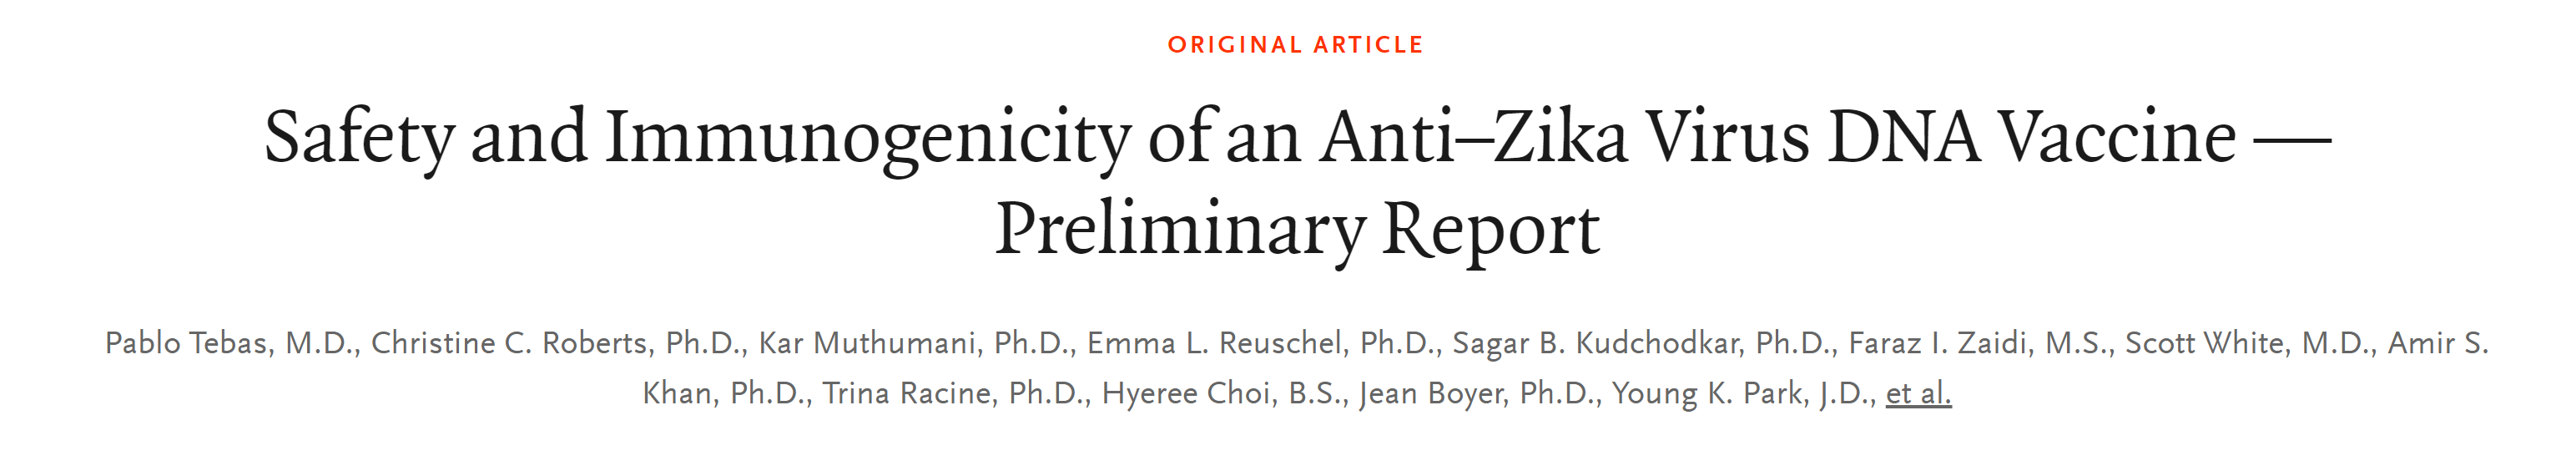 ORIGINAL ARTICLE
Safety and Immunogenicity of an Anti–Zika Virus DNA Vaccine —
Preliminary Report
Pablo Tebas, M.D., Christine C. Roberts, Ph.D., Kar Muthumani, Ph.D., Emma L. Reuschel, Ph.D., Sagar B. Kudchodkar, Ph.D., Faraz I. Zaidi, M.S., Scott White, M.D., Amir S.
Khan, Ph.D., Trina Racine, Ph.D., Hyeree Choi, B.S., Jean Boyer, Ph.D., Young K. Park, J.D., et al.